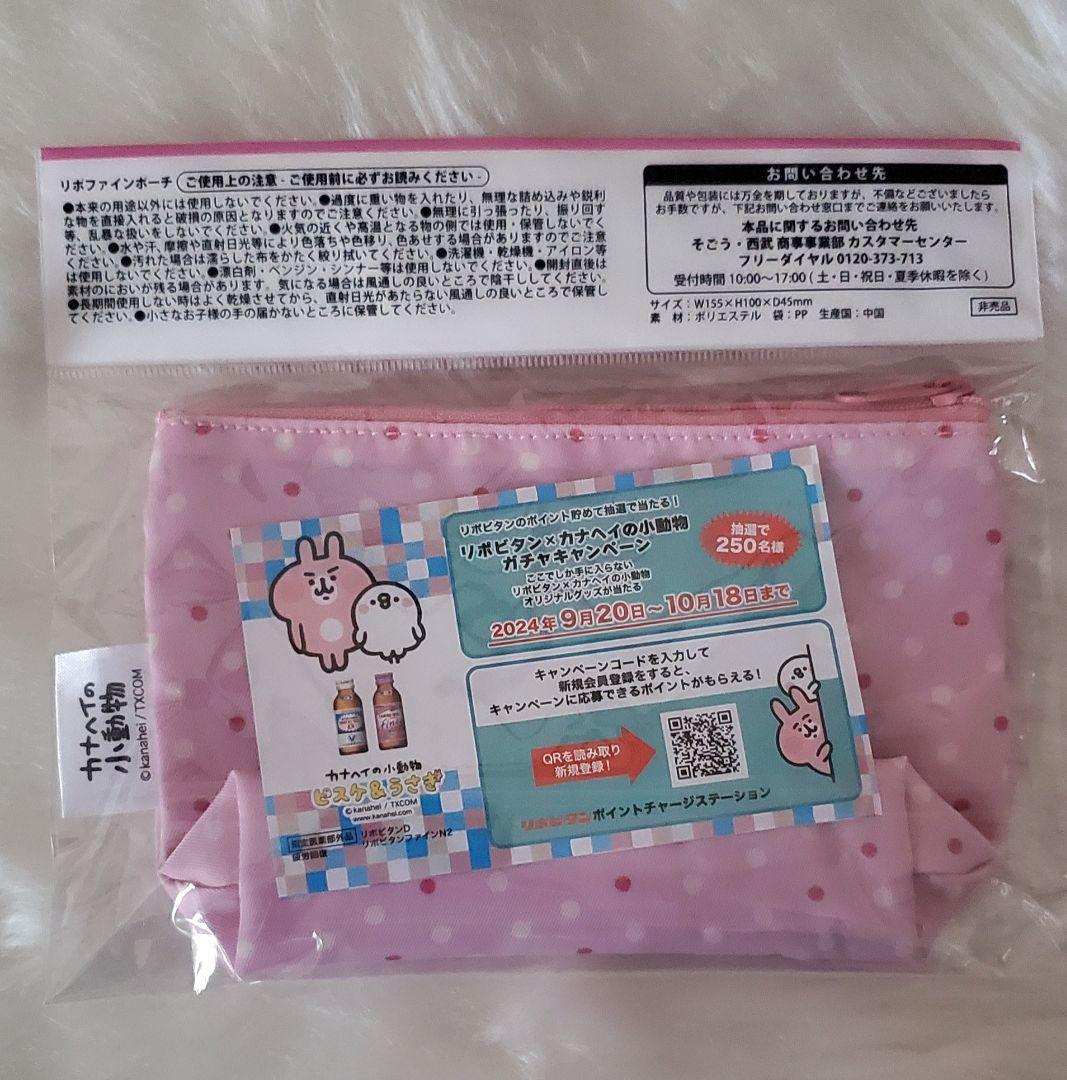 リポファインポーチ ご使用上の注意 - ご使用前に必ずお読みください -
●本来の用途以外には使用しないでください。●過度に重い物を入れたり、無理な詰め込みや鋭利
な物を直接入れると破損の原因となりますのでご注意ください。●無理に引っ張ったり、振り回す
等、乱暴な扱いをしないでください。●火気の近くや高温となる物の側では使用・保管しないでく
ださい。●水や汗、摩擦や直射日光等により色落ちや色移り、色あせする場合がありますのでご注意
ください。●汚れた場合は濡らした布をかたく絞り拭いてください。●洗濯機・乾燥機・アイロン等
は使用しないでください。●漂白剤・ベンジン・シンナー等は使用しないでください。●開封直後は
素材のにおいが残る場合があります。気になる場合は風通しの良いところで陰干ししてください。
●長期間使用しない時はよく乾燥させてから、直射日光があたらない風通しの良いところで保管し
てください。●小さなお子様の手の届かないところに保管してください。
お問い合わせ先
品質や包装には万全を期しておりますが、不備などございましたら
お手数ですが、下記お問い合わせ窓口までご連絡をお願いいたします。
本品に関するお問い合わせ先
そごう・西武 商事事業部 カスタマーセンター
フリーダイヤル 0120-373-713
受付時間 10:00〜17:00 ( 土・日・祝日・夏季休暇を除く )
サイズ：W155×H100×D45mm
素 材：ポリエステル 袋：PP 生産国：中国
非売品
カナヘイの
小動物
© kanahei / TXCOM
リポビタンのポイント貯めて抽選で当たる！
リポビタン×カナヘイの小動物
ガチャキャンペーン
ここでしか手に入らない
リポビタン×カナヘイの小動物
オリジナルグッズが当たる
抽選で
250名様
2024年 9月20日〜10月18日まで
キャンペーンコードを入力して
新規会員登録をすると、
キャンペーンに応募できるポイントがもらえる！
QRを読み取り
新規登録！
リポビタン ポイントチャージステーション
カナヘイの小動物
ピスケ&うさぎ
© kanahei / TXCOM
www.kanahei.com
指定医薬部外品 リポビタンD
疲労回復 リポビタンファインN2